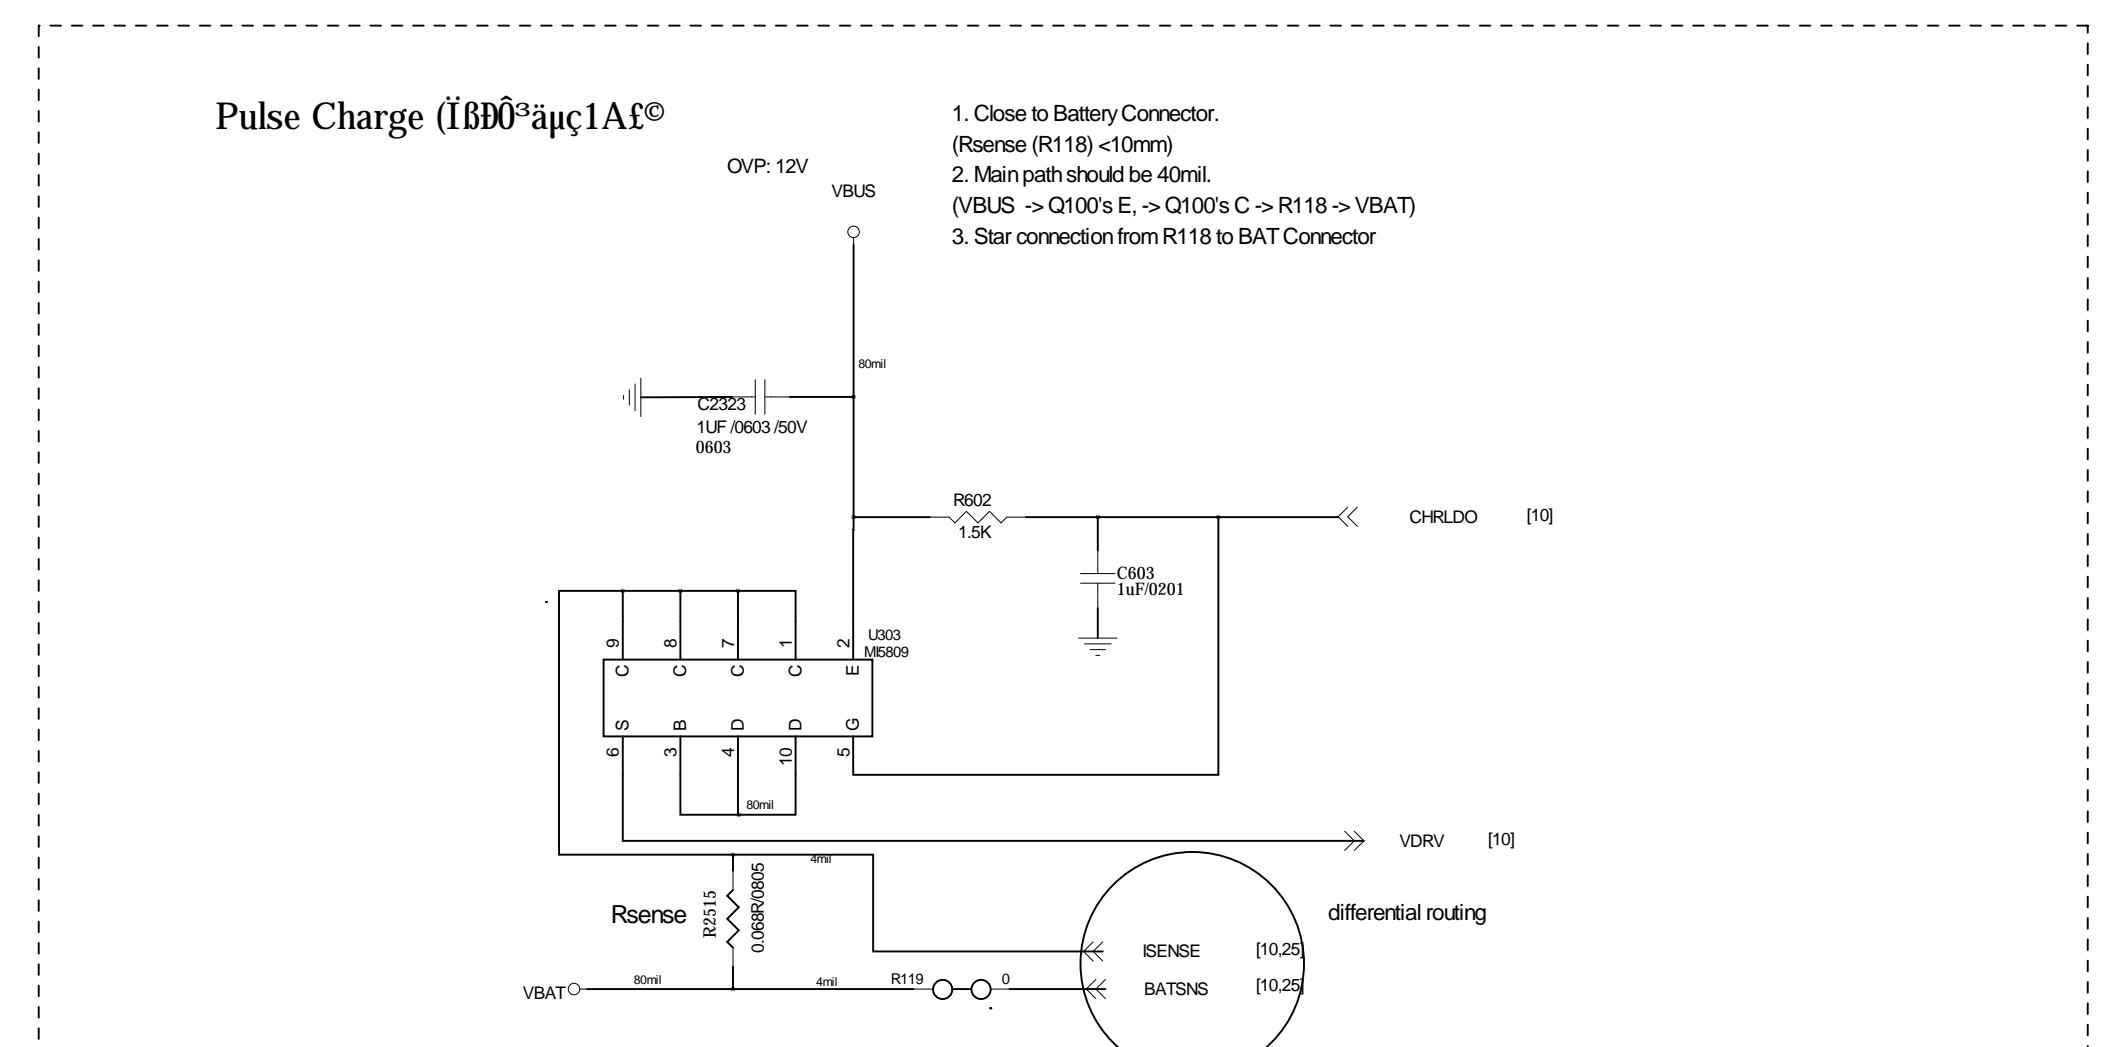 Pulse Charge (ÏßÐÔ³äµç1A£©
1. Close to Battery Connector.
(Rsense (R118) <10mm)
2. Main path should be 40mil.
(VBUS -> Q100's E, -> Q100's C -> R118 -> VBAT)
3. Star connection from R118 to BAT Connector
OVP: 12V
VBUS
80mil
C2323
1UF /0603 /50V
0603
R602
1.5K
CHRLDO [10]
C603
1uF/0201
U303
MI5809
9 8 7 1 2
C C C C E
S B D D G
6 3 4 10 5
80mil
VDRV [10]
4mil
Rsense
R2515
0.068R/0805
differential routing
ISENSE [10,25]
VBAT
80mil
4mil
R119
0
BATSNS [10,25]